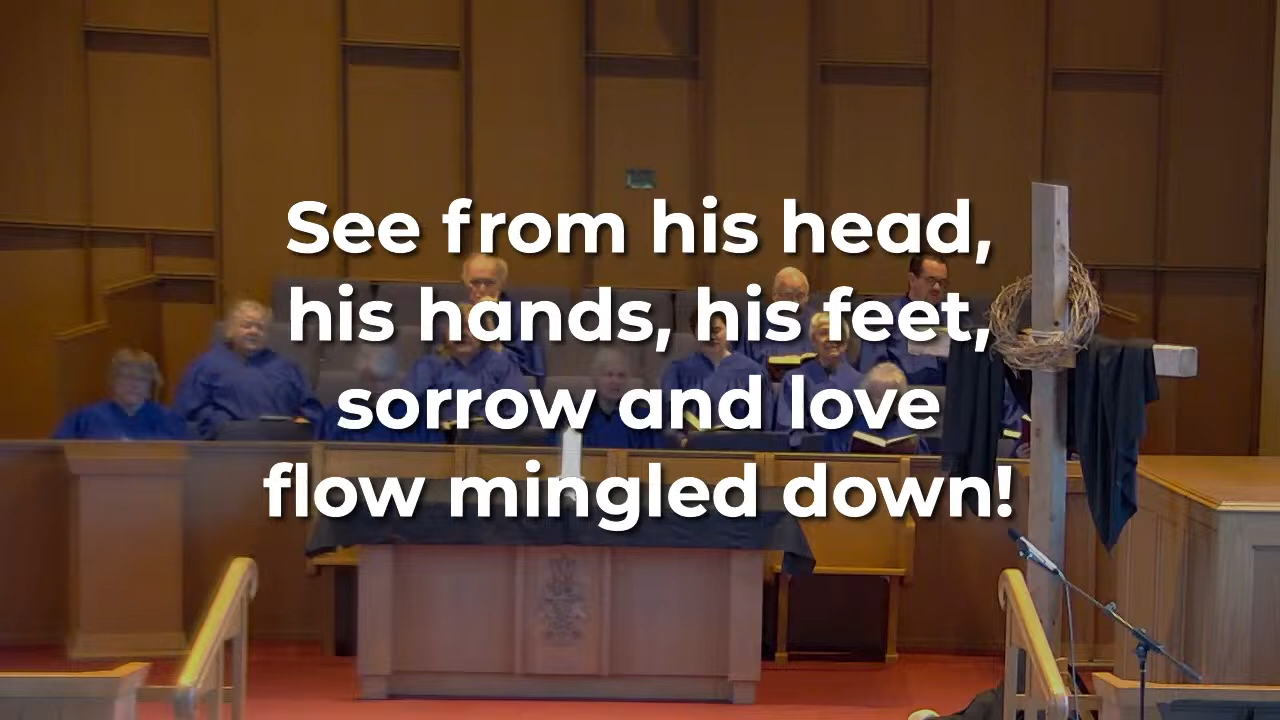 See from his head,
his hands, his feet,
sorrow and love
flow mingled down!